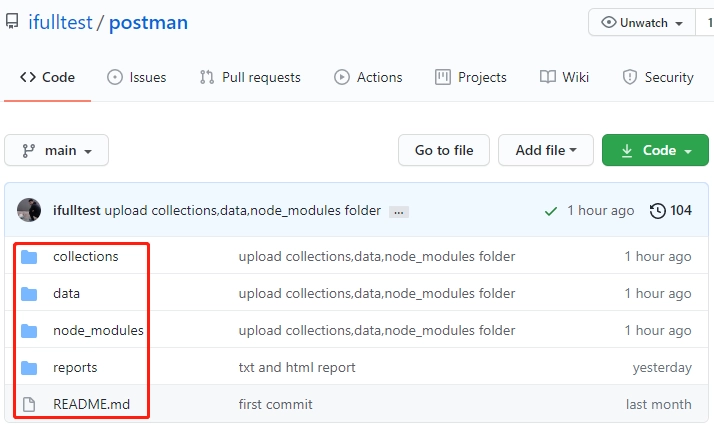 ifulltest / postman
Unwatch 1
Code Issues Pull requests Actions Projects Wiki Security
main Go to file Add file Code
ifulltest upload collections,data,node_modules folder ... 1 hour ago 104
collections upload collections,data,node_modules folder 1 hour ago
data upload collections,data,node_modules folder 1 hour ago
node_modules upload collections,data,node_modules folder 1 hour ago
reports txt and html report yesterday
README.md first commit last month